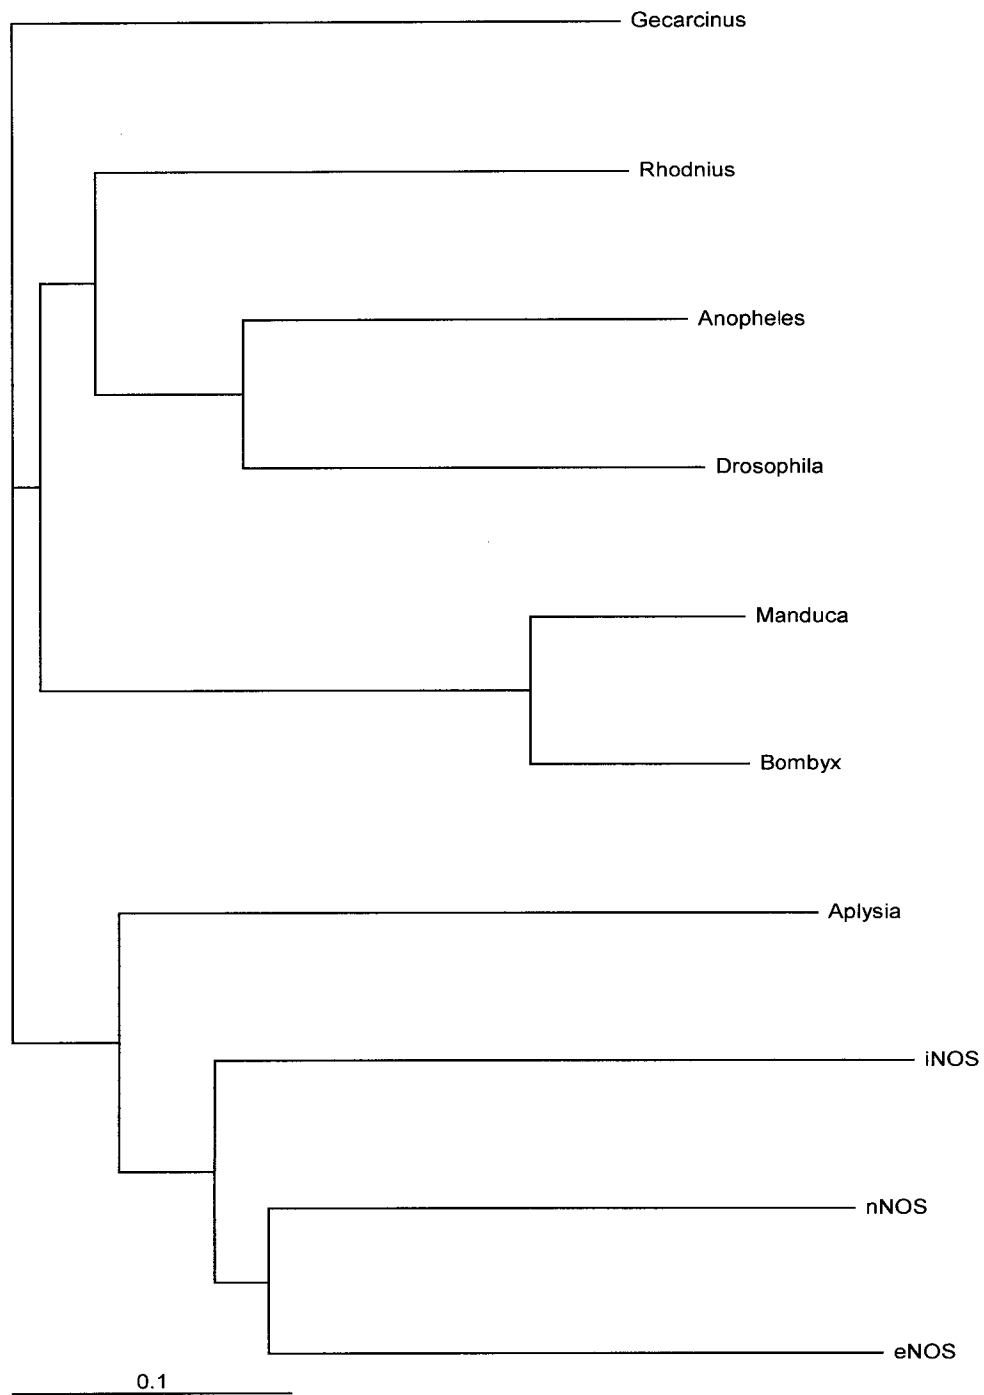 Gecarcinus
Rhodnius
Anopheles
Drosophila
Manduca
Bombyx
Aplysia
iNOS
nNOS
eNOS
0.1